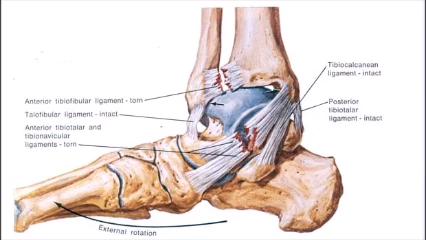 Tibiocalcanean
ligament - intact
Anterior tibiofibular ligament - torn
Talofibular ligament - intact
Anterior tibiotalar and
tibionavicular
ligaments - torn
Posterior
tibiotalar
ligament - intact
External rotation